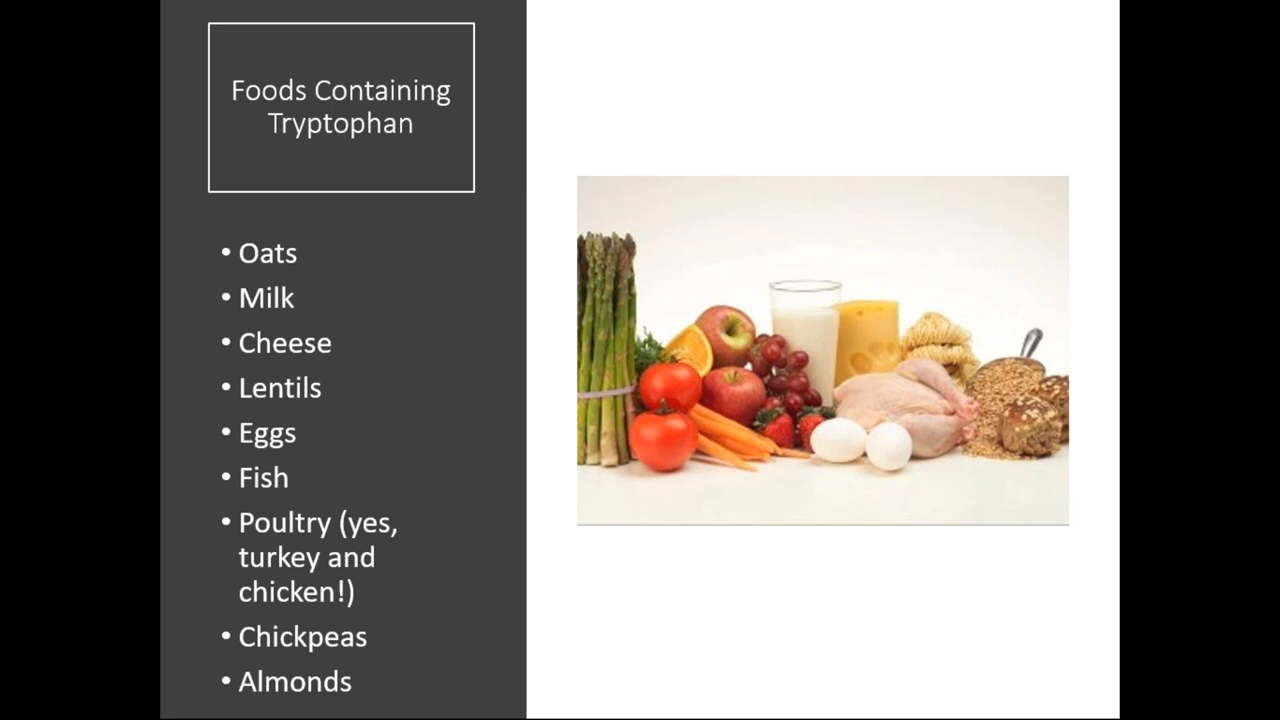 Foods Containing
Tryptophan
• Oats
• Milk
• Cheese
• Lentils
• Eggs
• Fish
• Poultry (yes,
turkey and
chicken!)
• Chickpeas
• Almonds